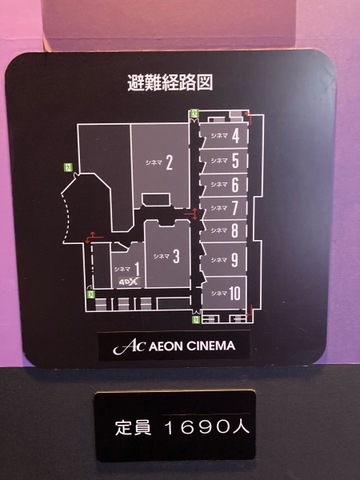 避難経路図
シネマ 4
シネマ 5
シネマ 2
シネマ 6
シネマ 7
シネマ 8
シネマ 3
シネマ 9
シネマ 1
4DX
シネマ 10
AC AEON CINEMA
定員 1690人